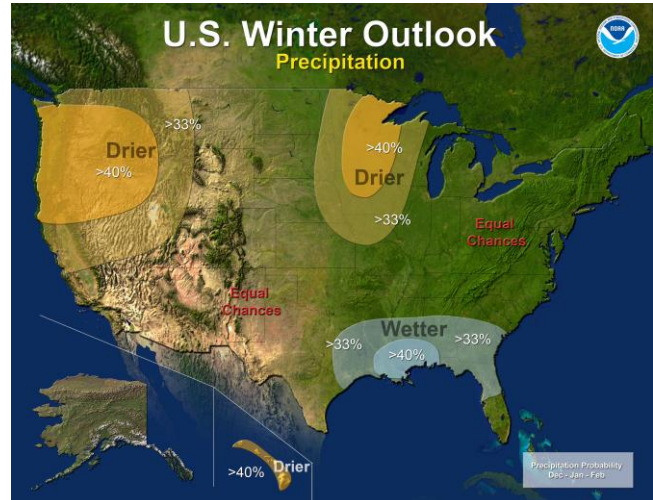 U.S. Winter Outlook
Precipitation
NOAA
>33%
Drier
>40%
>40%
Drier
>33%
Equal
Chances
Equal
Chances
Wetter
>33%
>33%
>40%
>40%
Drier
Precipitation Probability
Dec - Jan - Feb